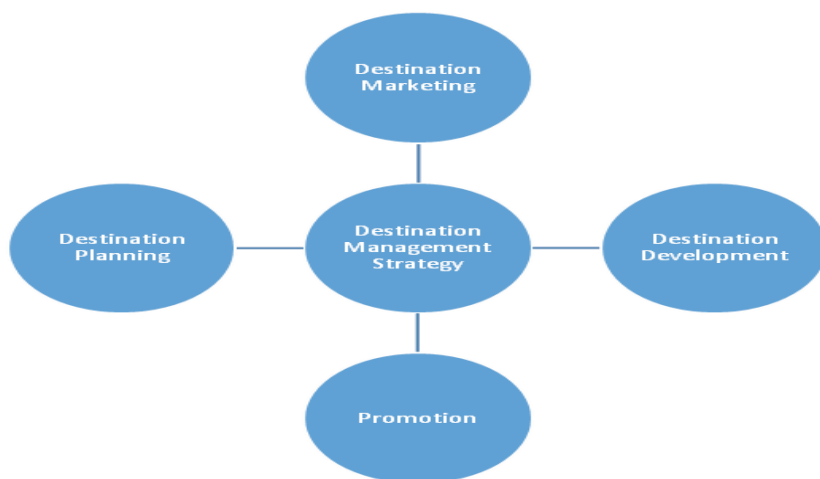 Destination
Marketing
Destination
Planning
Destination
Management
Strategy
Destination
Development
Promotion